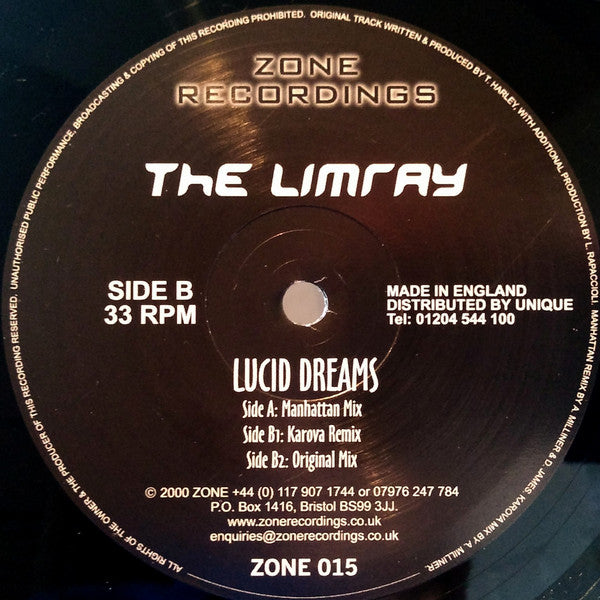 ALL RIGHTS OF THE OWNER & THE PRODUCER OF THIS RECORDING RESERVED. UNAUTHORISED PUBLIC PERFORMANCE, BROADCASTING & COPYING OF THIS RECORDING PROHIBITED. ORIGINAL TRACK WRITTEN & PRODUCED BY T HARLEY, WITH ADDITIONAL PRODUCTION BY L. RAPACCIOLI. MANHATTAN REMIX BY A. MILLINER & D. JAMES. KAROVA MIX BY A. MILLINER
ZONE
RECORDINGS
THE LIMRAY
SIDE B
33 RPM
MADE IN ENGLAND
DISTRIBUTED BY UNIQUE
Tel: 01204 544 100
LUCID DREAMS
Side A: Manhattan Mix
Side B1: Karova Remix
Side B2: Original Mix
© 2000 ZONE +44 (0) 117 907 1744 or 07976 247 784
P.O. Box 1416, Bristol BS99 3JJ.
www.zonerecordings.co.uk
enquiries@zonerecordings.co.uk
ZONE 015